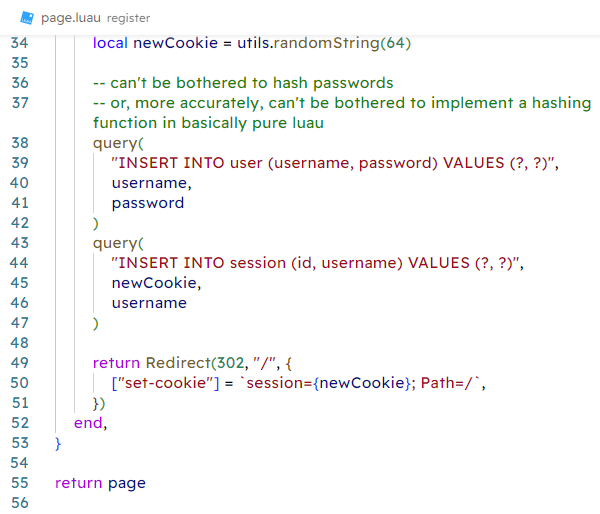 page.luau register
34 local newCookie = utils.randomString(64)
35
36 -- can't be bothered to hash passwords
37 -- or, more accurately, can't be bothered to implement a hashing
function in basically pure luau
38 query(
39 "INSERT INTO user (username, password) VALUES (?, ?)",
40 username,
41 password
42 )
43 query(
44 "INSERT INTO session (id, username) VALUES (?, ?)",
45 newCookie,
46 username
47 )
48
49 return Redirect(302, "/", {
50 ["set-cookie"] = `session={newCookie}; Path=/`,
51 })
52 end,
53 }
54
55 return page
56